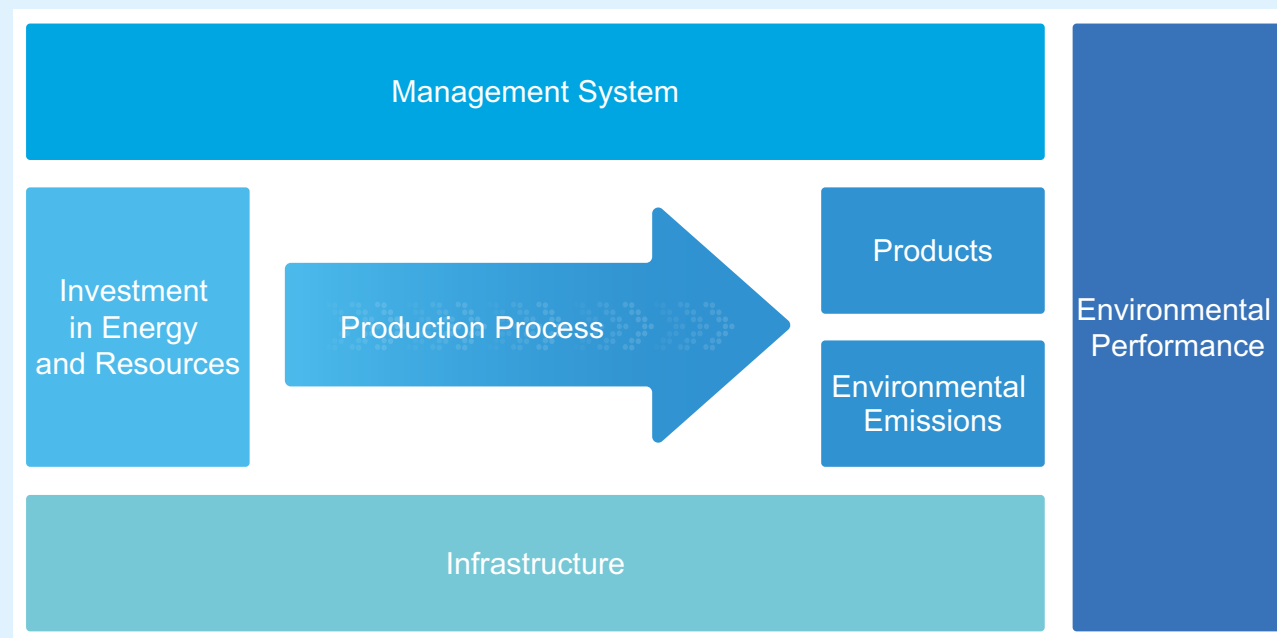 Management System
Investment
in Energy
and Resources
Production Process
Products
Environmental
Emissions
Infrastructure
Environmental
Performance